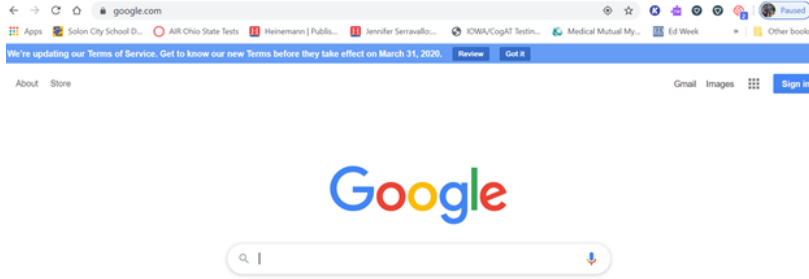 google.com Paused
Apps Solon City School D... AIR Ohio State Tests Heinemann | Publis... Jennifer Serravallo:... IOWA/CogAT Testin... Medical Mutual My... Ed Week » Other book
We're updating our Terms of Service. Get to know our new Terms before they take effect on March 31, 2020. Review Got it
About Store Gmail Images Sign in
Google